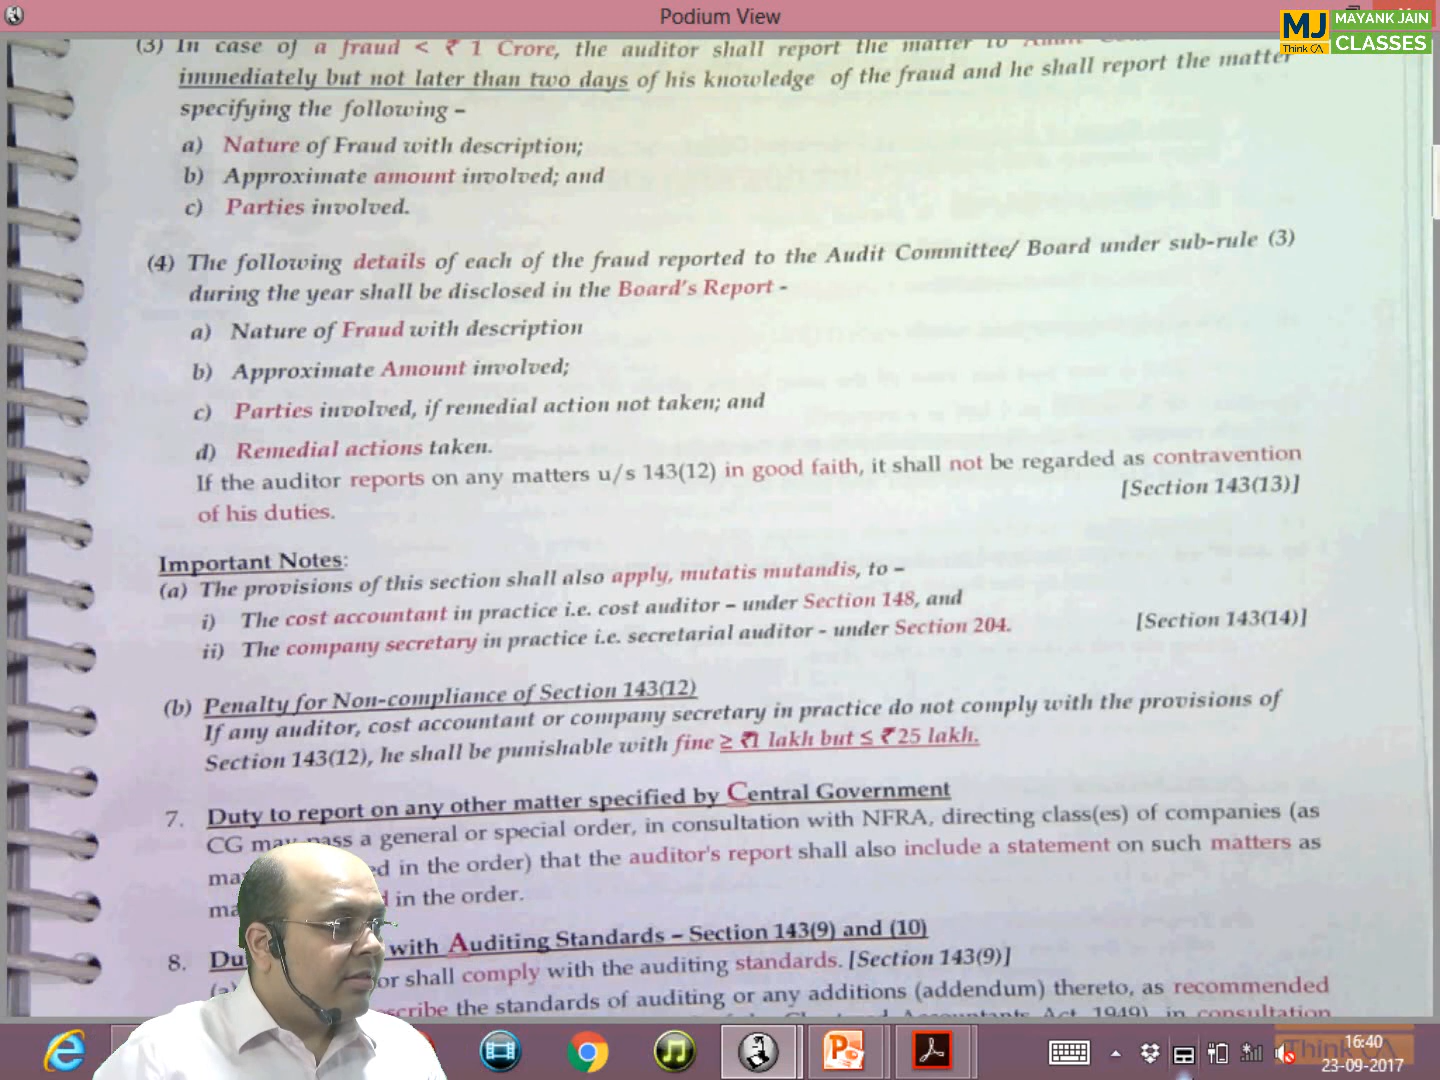 Podium View
MJ
Think CA
MAYANK JAIN
CLASSES
(3) In case of a fraud < ₹ 1 Crore, the auditor shall report the matter to
immediately but not later than two days of his knowledge of the fraud and he shall report the matter
specifying the following –
a) Nature of Fraud with description;
b) Approximate amount involved; and
c) Parties involved.
(4) The following details of each of the fraud reported to the Audit Committee/ Board under sub-rule (3)
during the year shall be disclosed in the Board's Report -
a) Nature of Fraud with description
b) Approximate Amount involved;
c) Parties involved, if remedial action not taken; and
d) Remedial actions taken.
If the auditor reports on any matters u/s 143(12) in good faith, it shall not be regarded as contravention
of his duties. [Section 143(13)]
Important Notes:
(a) The provisions of this section shall also apply, mutatis mutandis, to –
i) The cost accountant in practice i.e. cost auditor – under Section 148, and
ii) The company secretary in practice i.e. secretarial auditor - under Section 204. [Section 143(14)]
(b) Penalty for Non-compliance of Section 143(12)
If any auditor, cost accountant or company secretary in practice do not comply with the provisions of
Section 143(12), he shall be punishable with fine ≥ ₹1 lakh but ≤ ₹ 25 lakh.
7. Duty to report on any other matter specified by Central Government
CG may pass a general or special order, in consultation with NFRA, directing class(es) of companies (as
d in the order) that the auditor's report shall also include a statement on such matters as
in the order.
8. with Auditing Standards – Section 143(9) and (10)
or shall comply with the auditing standards. [Section 143(9)]
scribe the standards of auditing or any additions (addendum) thereto, as recommended
Act, 1949), in consultation
Think CA
16:40
23-09-2017